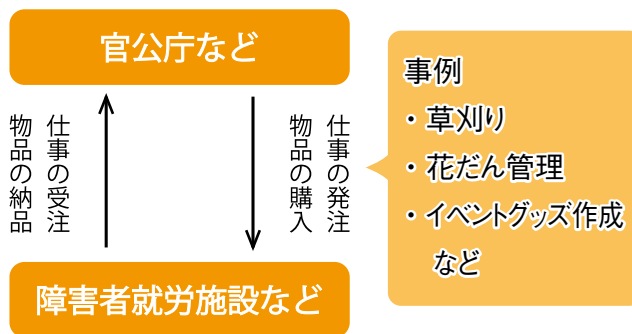 官公庁など
仕事の受注
物品の納品
仕事の発注
物品の購入
事例
・草刈り
・花だん管理
・イベントグッズ作成
など
障害者就労施設など